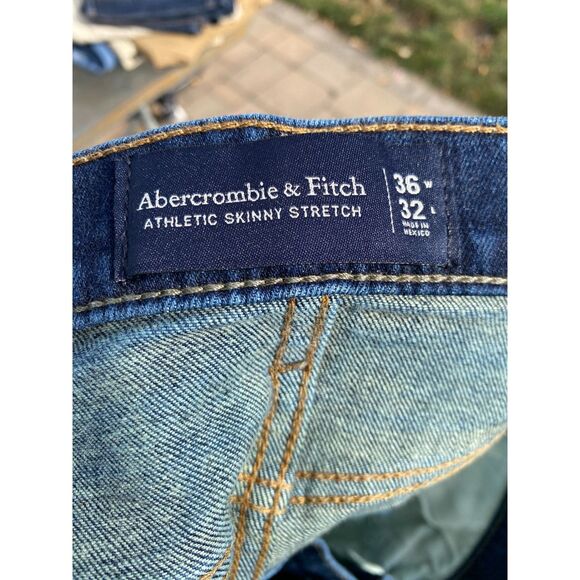 Abercrombie & Fitch
ATHLETIC SKINNY STRETCH
36 W
32 L
MADE IN
MEXICO